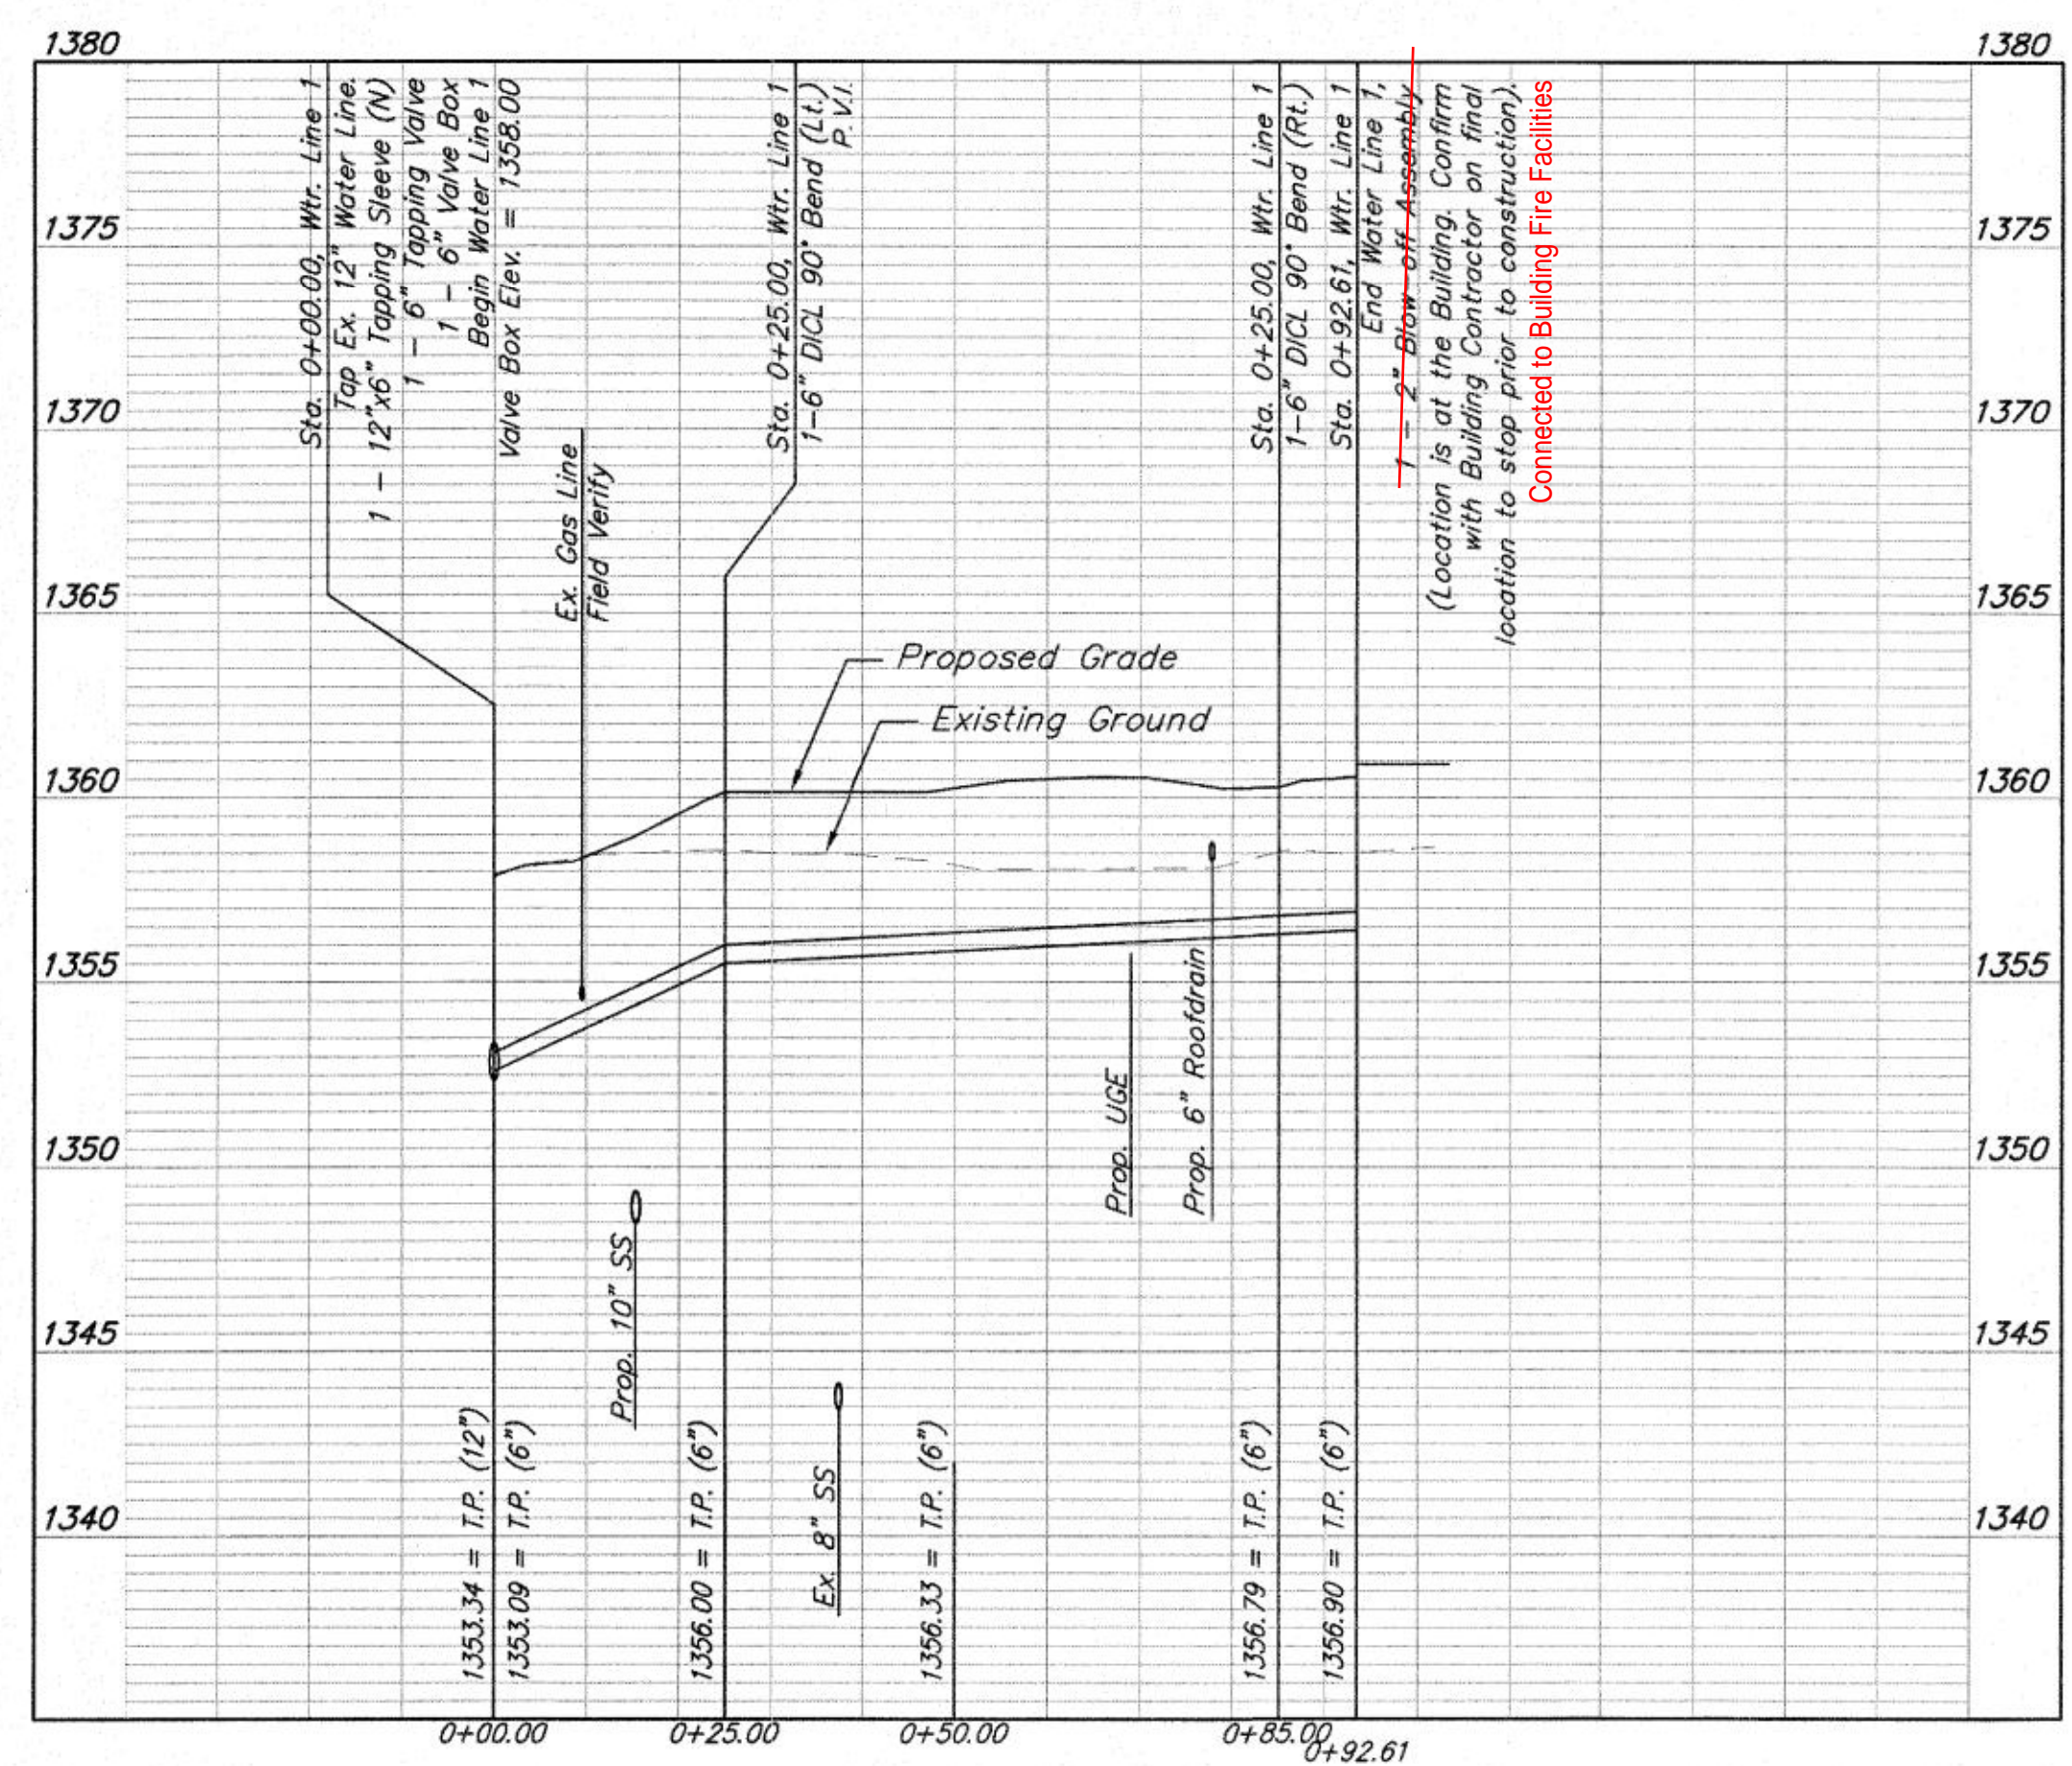 1380
1380
Sta. 0+00.00, Wtr. Line 1
Tap Ex. 12" Water Line.
1 - 12"x6" Tapping Sleeve (N)
1 - 6" Tapping Valve
1 - 6" Valve Box
Begin Water Line 1
Valve Box Elev. = 1358.00
Sta. 0+25.00, Wtr. Line 1
1-6" DICL 90° Bend (Lt.)
P.V.I.
Sta. 0+25.00, Wtr. Line 1
1-6" DICL 90° Bend (Rt.)
Sta. 0+92.61, Wtr. Line 1
End Water Line 1,
1 - 2" Blow off Assembly
(Location is at the Building. Confirm
with Building Contractor on final
location to stop prior to construction).
Connected to Building Fire Facilities
1375
1375
1370
1370
Ex. Gas Line
Field Verify
1365
1365
Proposed Grade
Existing Ground
1360
1360
1355
1355
Prop. UGE
Prop. 6" Roofdrain
1350
1350
Prop. 10" SS
1345
1345
Ex. 8" SS
1340
1340
1353.34 = T.P. (12")
1353.09 = T.P. (6")
1356.00 = T.P. (6")
1356.33 = T.P. (6")
1356.79 = T.P. (6")
1356.90 = T.P. (6")
0+00.00
0+25.00
0+50.00
0+85.00
0+92.61